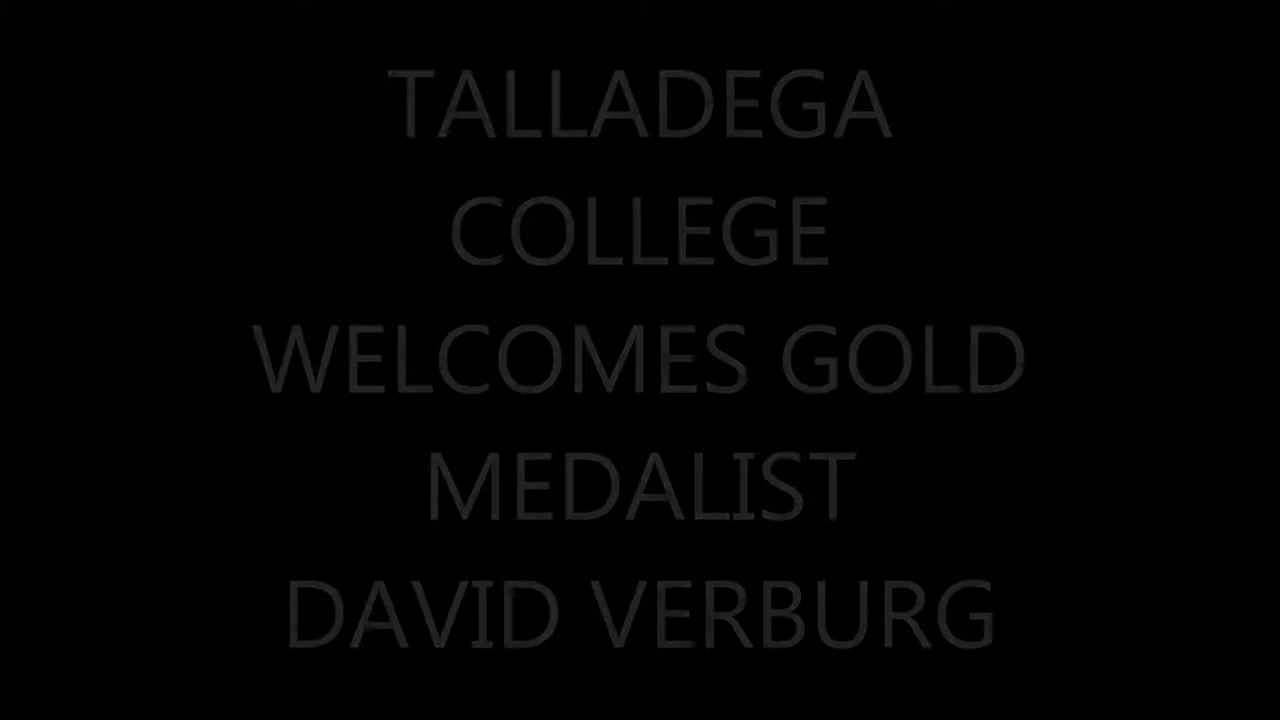 TALLADEGA
COLLEGE
WELCOMES GOLD
MEDALIST
DAVID VERBURG